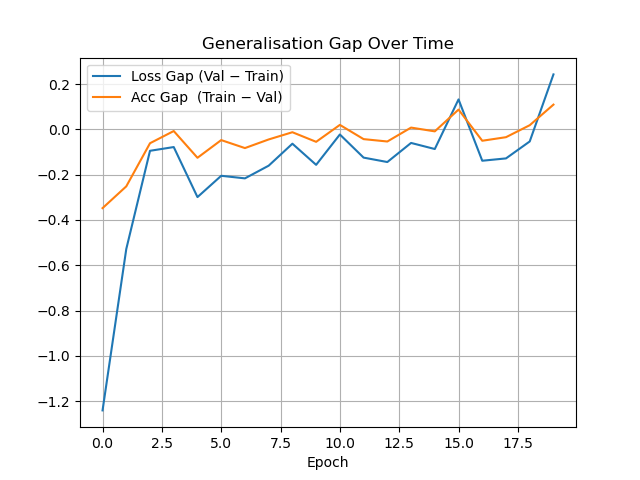 Generalisation Gap Over Time
Loss Gap (Val − Train)
Acc Gap  (Train − Val)
0.2
0.0
−0.2
−0.4
−0.6
−0.8
−1.0
−1.2
0.0 2.5 5.0 7.5 10.0 12.5 15.0 17.5
Epoch